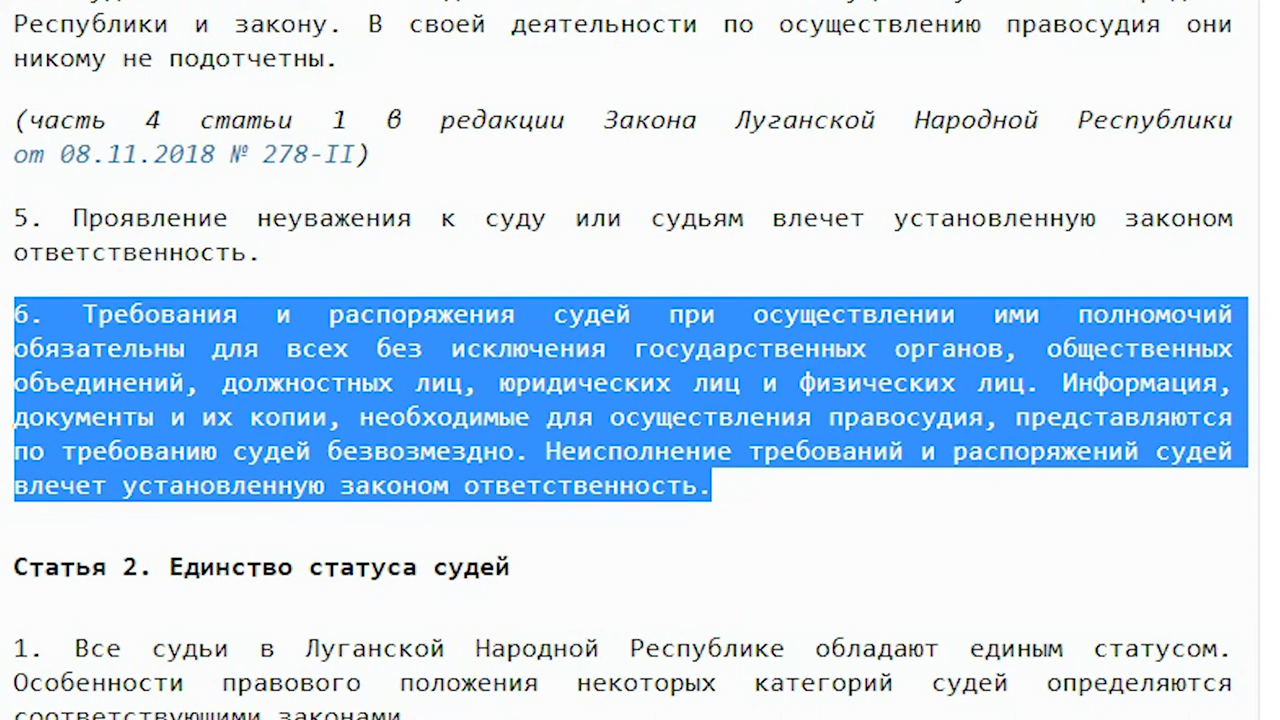 Республики и закону. В своей деятельности по осуществлению правосудия они
никому не подотчетны.
(часть 4 статьи 1 в редакции Закона Луганской Народной Республики
от 08.11.2018 № 278-II)
5. Проявление неуважения к суду или судьям влечет установленную законом
ответственность.
6. Требования и распоряжения судей при осуществлении ими полномочий
обязательны для всех без исключения государственных органов, общественных
объединений, должностных лиц, юридических лиц и физических лиц. Информация,
документы и их копии, необходимые для осуществления правосудия, представляются
по требованию судей безвозмездно. Неисполнение требований и распоряжений судей
влечет установленную законом ответственность.
Статья 2. Единство статуса судей
1. Все судьи в Луганской Народной Республике обладают единым статусом.
Особенности правового положения некоторых категорий судей определяются
соответствующими законами.